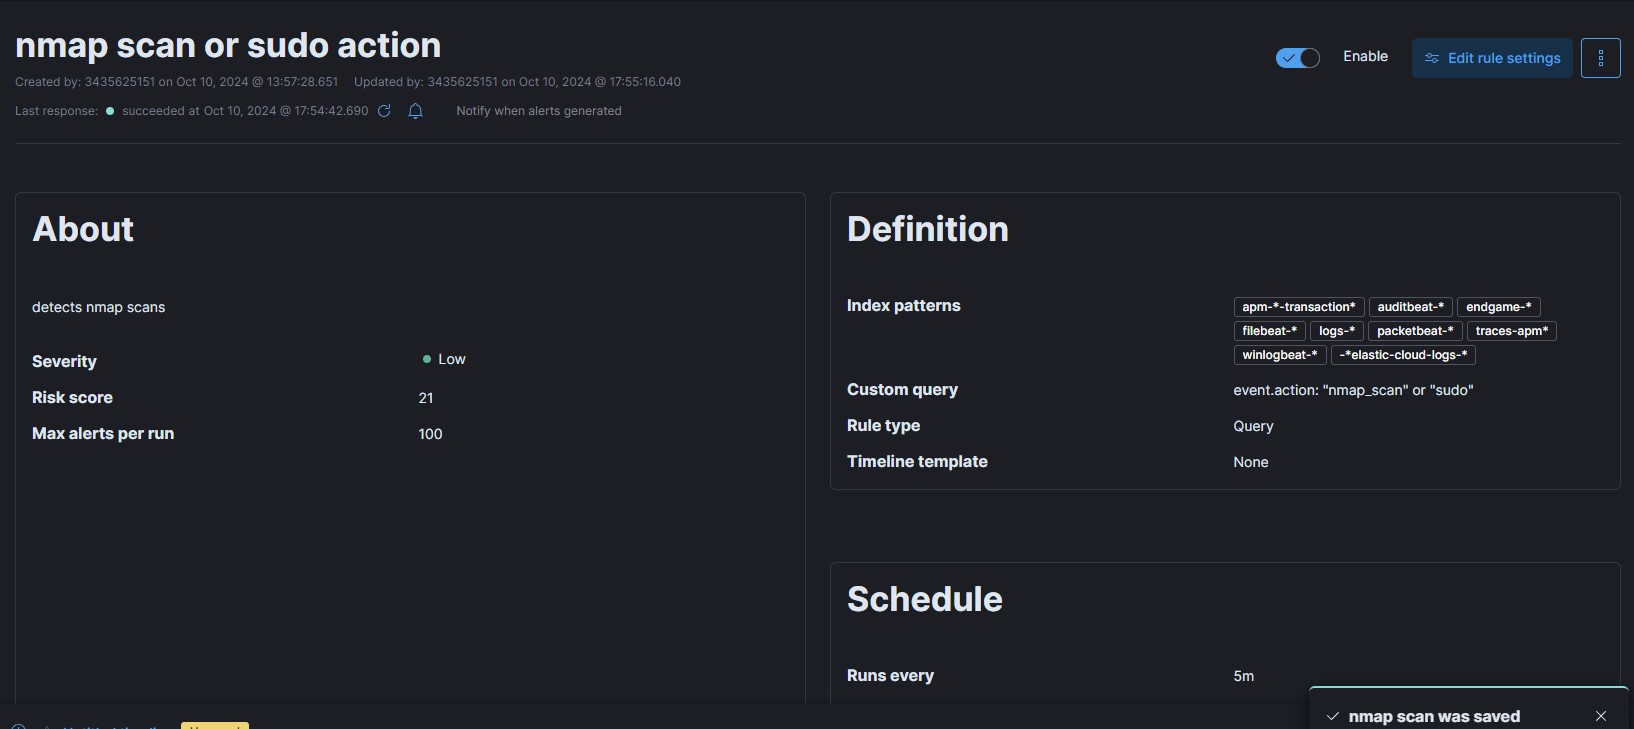 nmap scan or sudo action
Enable
Edit rule settings
Created by: 3435625151 on Oct 10, 2024 @ 13:57:28.651 Updated by: 3435625151 on Oct 10, 2024 @ 17:55:16.040
Last response: succeeded at Oct 10, 2024 @ 17:54:42.690 Notify when alerts generated
About
detects nmap scans
Severity Low
Risk score 21
Max alerts per run 100
Definition
Index patterns
apm-*-transaction* auditbeat-* endgame-*
filebeat-* logs-* packetbeat-* traces-apm*
winlogbeat-* -*elastic-cloud-logs-*
Custom query event.action: "nmap_scan" or "sudo"
Rule type Query
Timeline template None
Schedule
Runs every 5m
nmap scan was saved